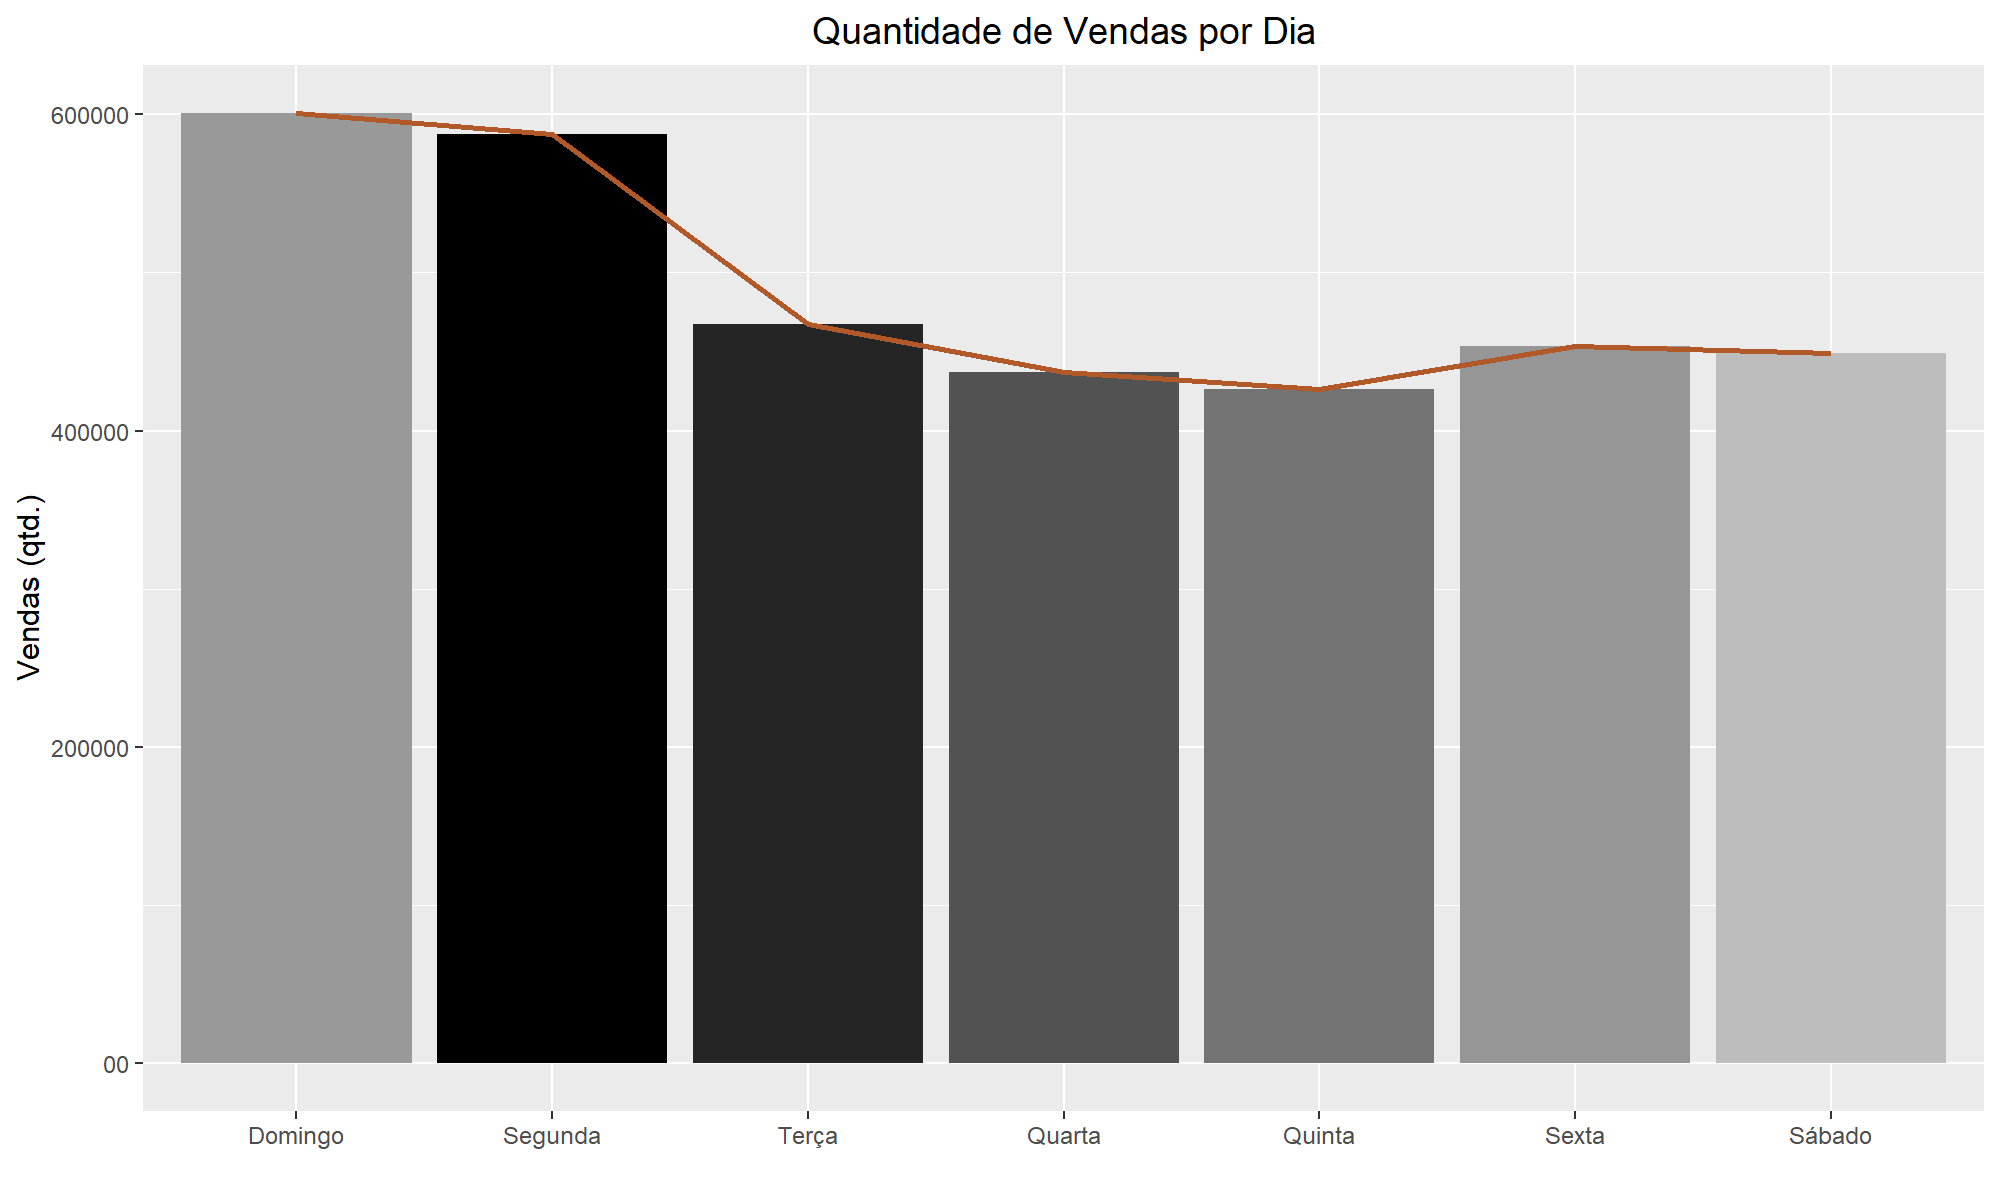 Quantidade de Vendas por Dia
Vendas (qtd.)
600000
400000
200000
00
Domingo Segunda Terça Quarta Quinta Sexta Sábado